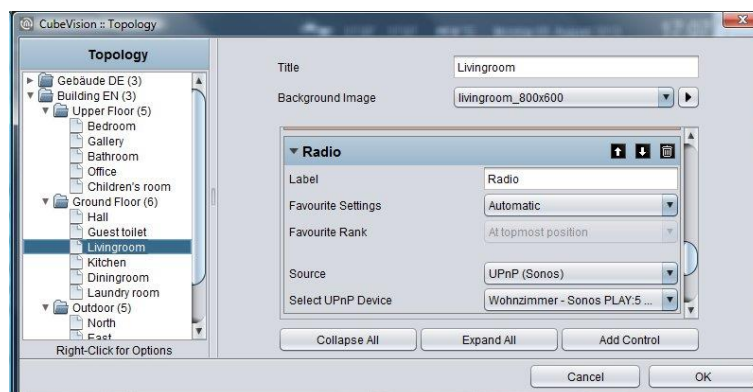 CubeVision :: Topology
Topology
Gebäude DE (3)
Building EN (3)
Upper Floor (5)
Bedroom
Gallery
Bathroom
Office
Children's room
Ground Floor (6)
Hall
Guest toilet
Livingroom
Kitchen
Diningroom
Laundry room
Outdoor (5)
North
East
Right-Click for Options
Title Livingroom
Background Image livingroom_800x600
Radio
Label Radio
Favourite Settings Automatic
Favourite Rank At topmost position
Source UPnP (Sonos)
Select UPnP Device Wohnzimmer - Sonos PLAY:5 ...
Collapse All Expand All Add Control
Cancel OK